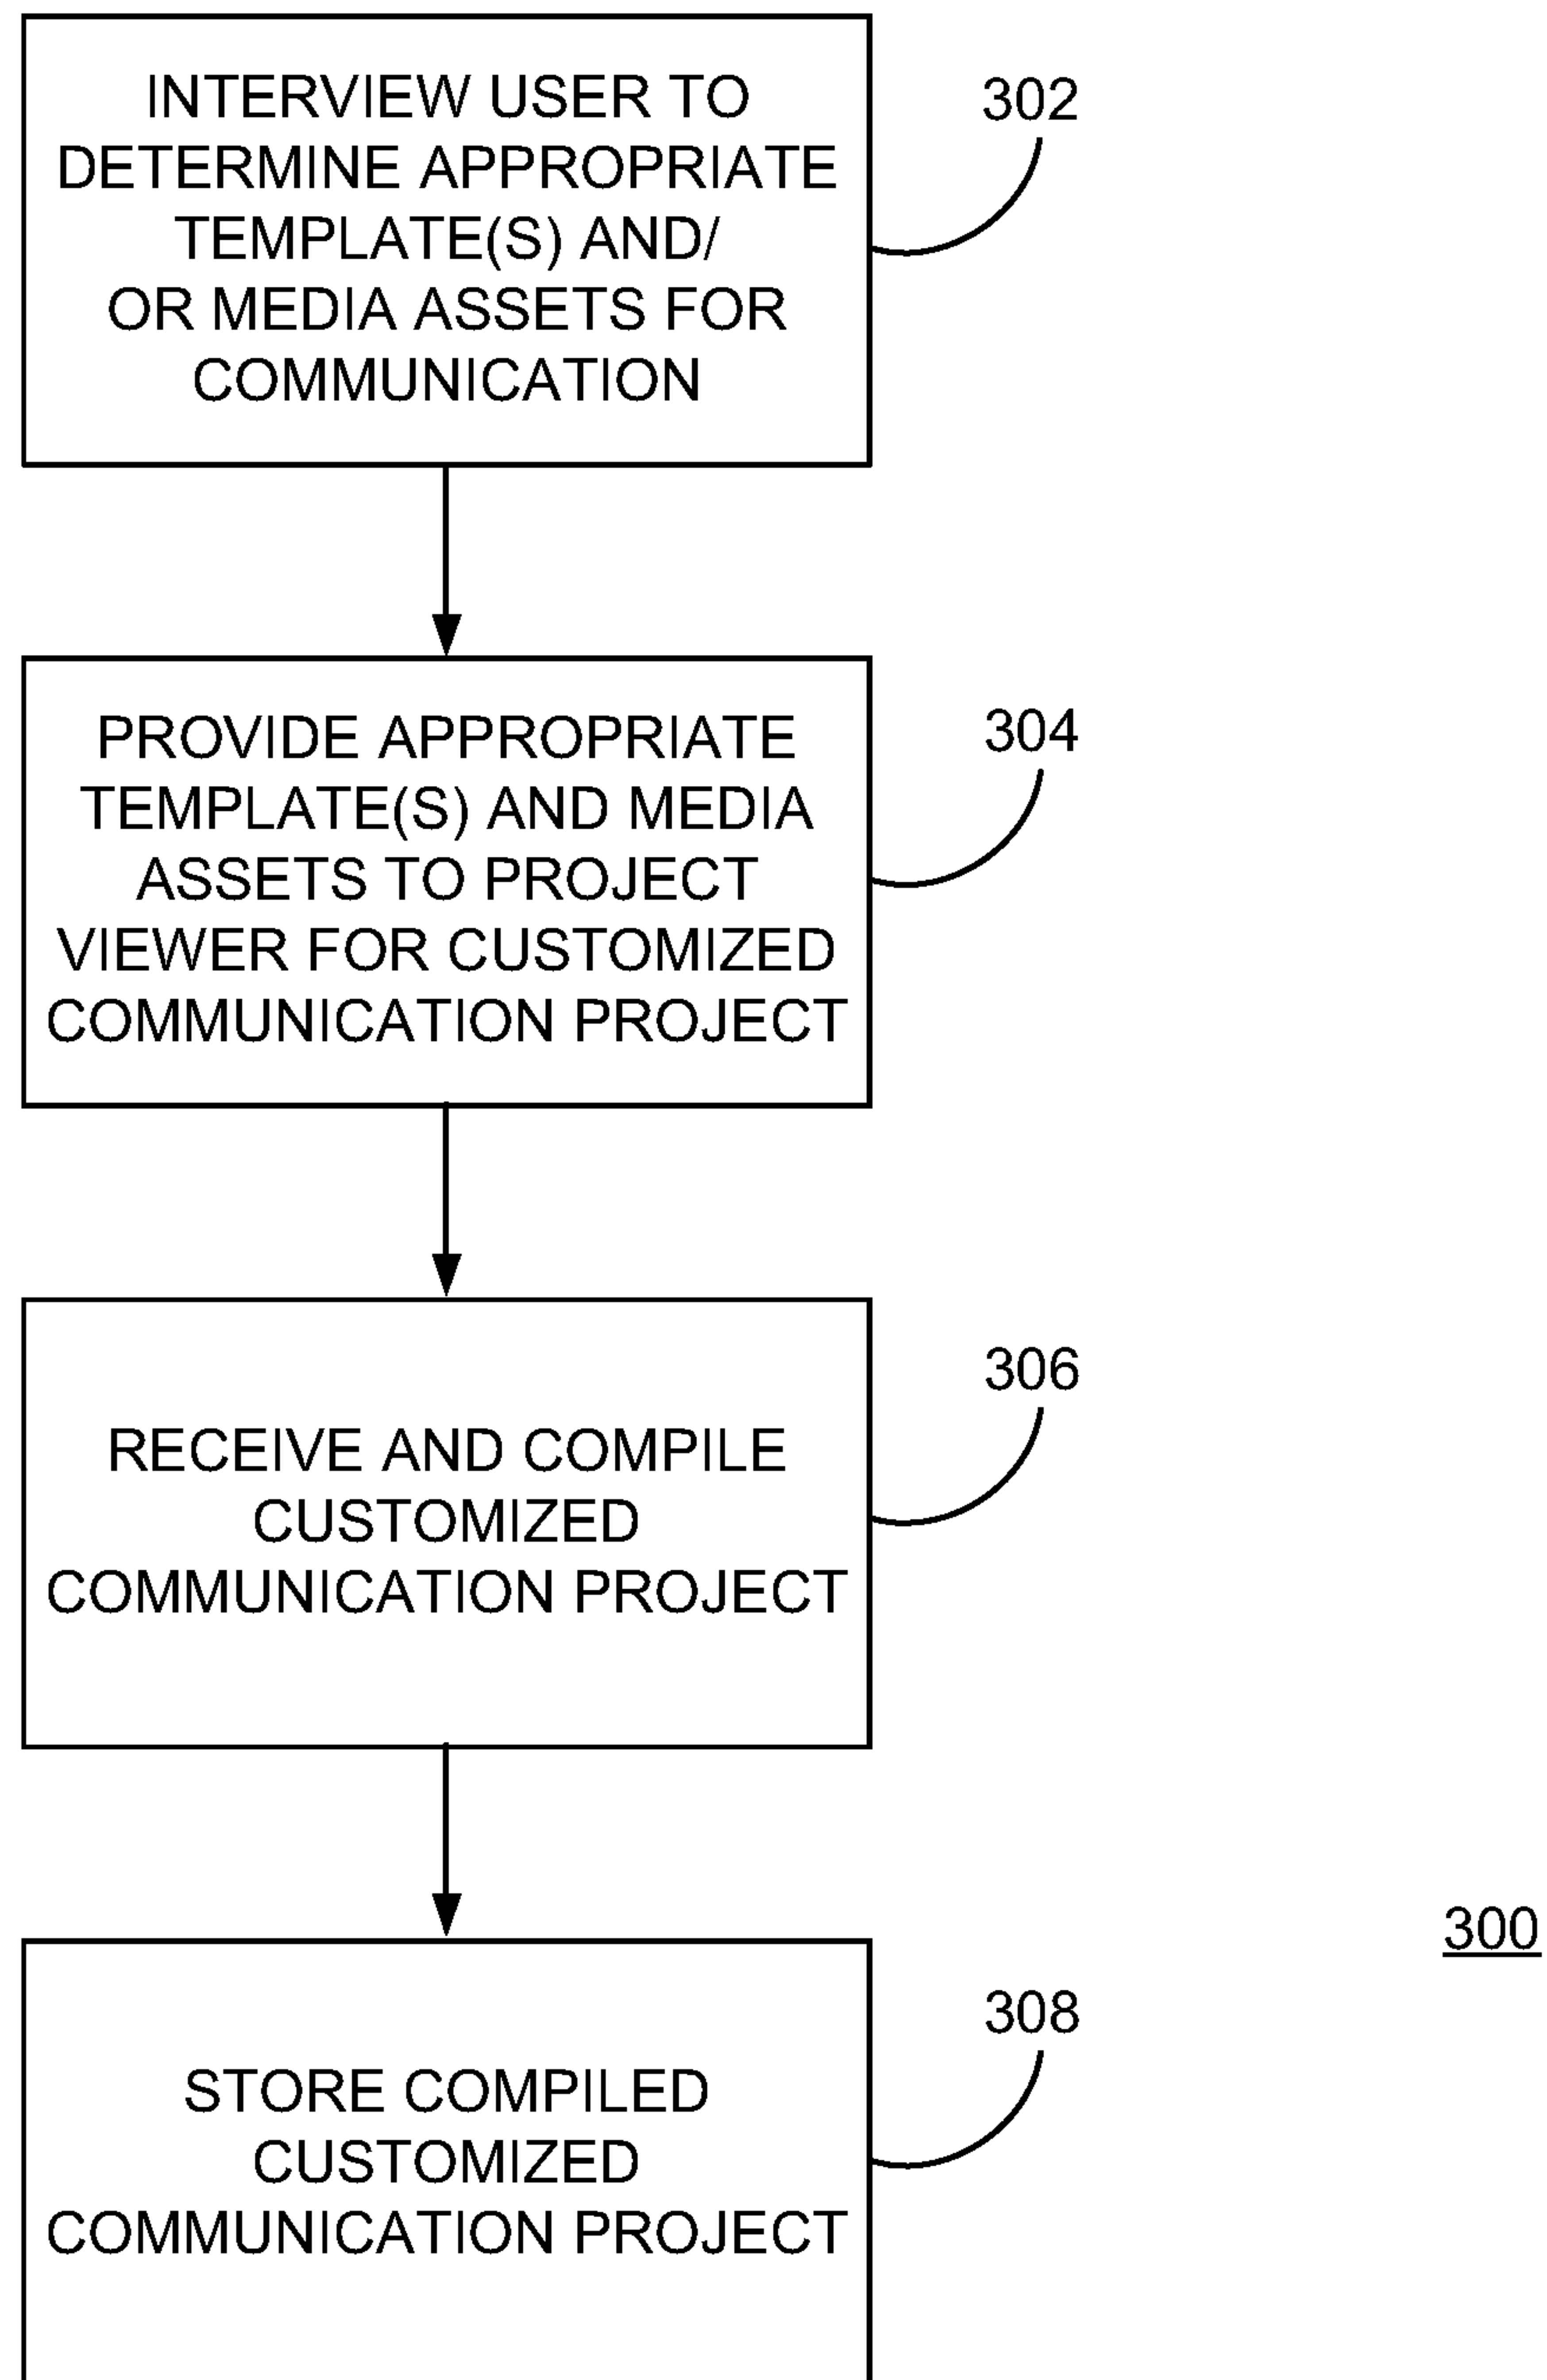 INTERVIEW USER TO
DETERMINE APPROPRIATE
TEMPLATE(S) AND/
OR MEDIA ASSETS FOR
COMMUNICATION
302
PROVIDE APPROPRIATE
TEMPLATE(S) AND MEDIA
ASSETS TO PROJECT
VIEWER FOR CUSTOMIZED
COMMUNICATION PROJECT
304
RECEIVE AND COMPILE
CUSTOMIZED
COMMUNICATION PROJECT
306
STORE COMPILED
CUSTOMIZED
COMMUNICATION PROJECT
308
300